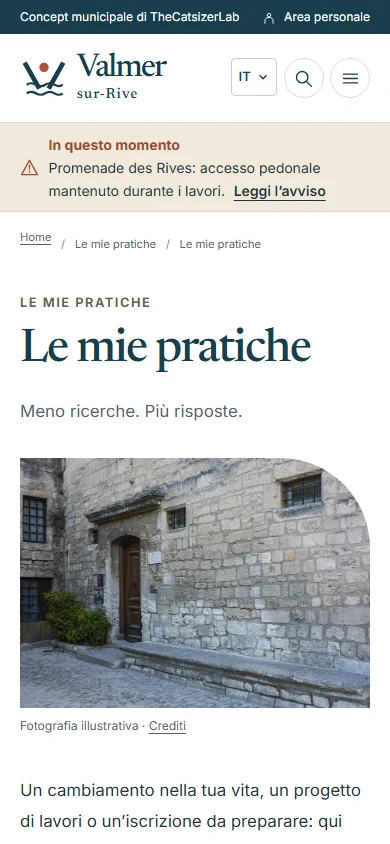 Concept municipale di TheCatsizerLab
Area personale
Valmer
sur-Rive
IT
In questo momento
Promenade des Rives: accesso pedonale
mantenuto durante i lavori. Leggi l’avviso
Home / Le mie pratiche / Le mie pratiche
LE MIE PRATICHE
Le mie pratiche
Meno ricerche. Più risposte.
Fotografia illustrativa · Crediti
Un cambiamento nella tua vita, un progetto
di lavori o un’iscrizione da preparare: qui